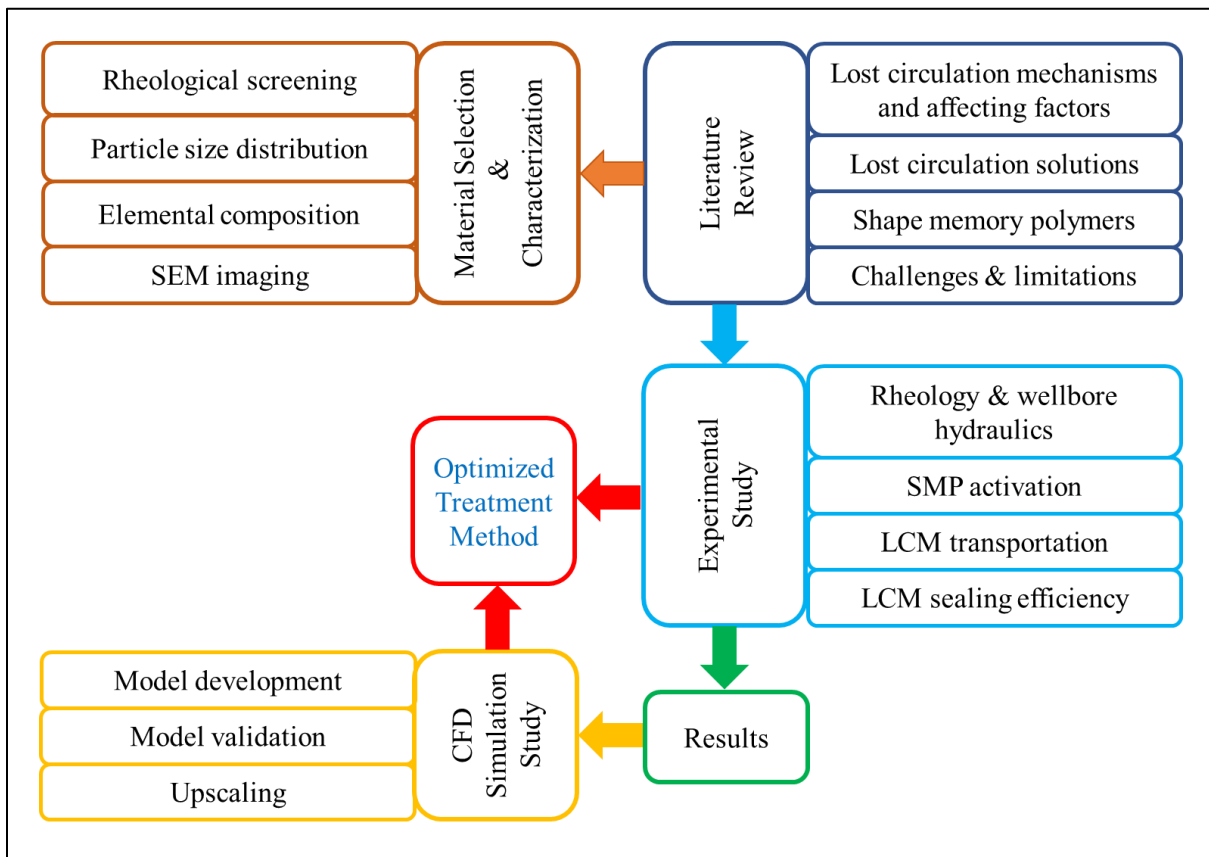 Rheological screening
Particle size distribution
Elemental composition
SEM imaging
Material Selection
&
Characterization
Literature
Review
Lost circulation mechanisms
and affecting factors
Lost circulation solutions
Shape memory polymers
Challenges & limitations
Experimental
Study
Rheology & wellbore
hydraulics
SMP activation
LCM transportation
LCM sealing efficiency
Optimized
Treatment
Method
Model development
Model validation
Upscaling
CFD
Simulation
Study
Results